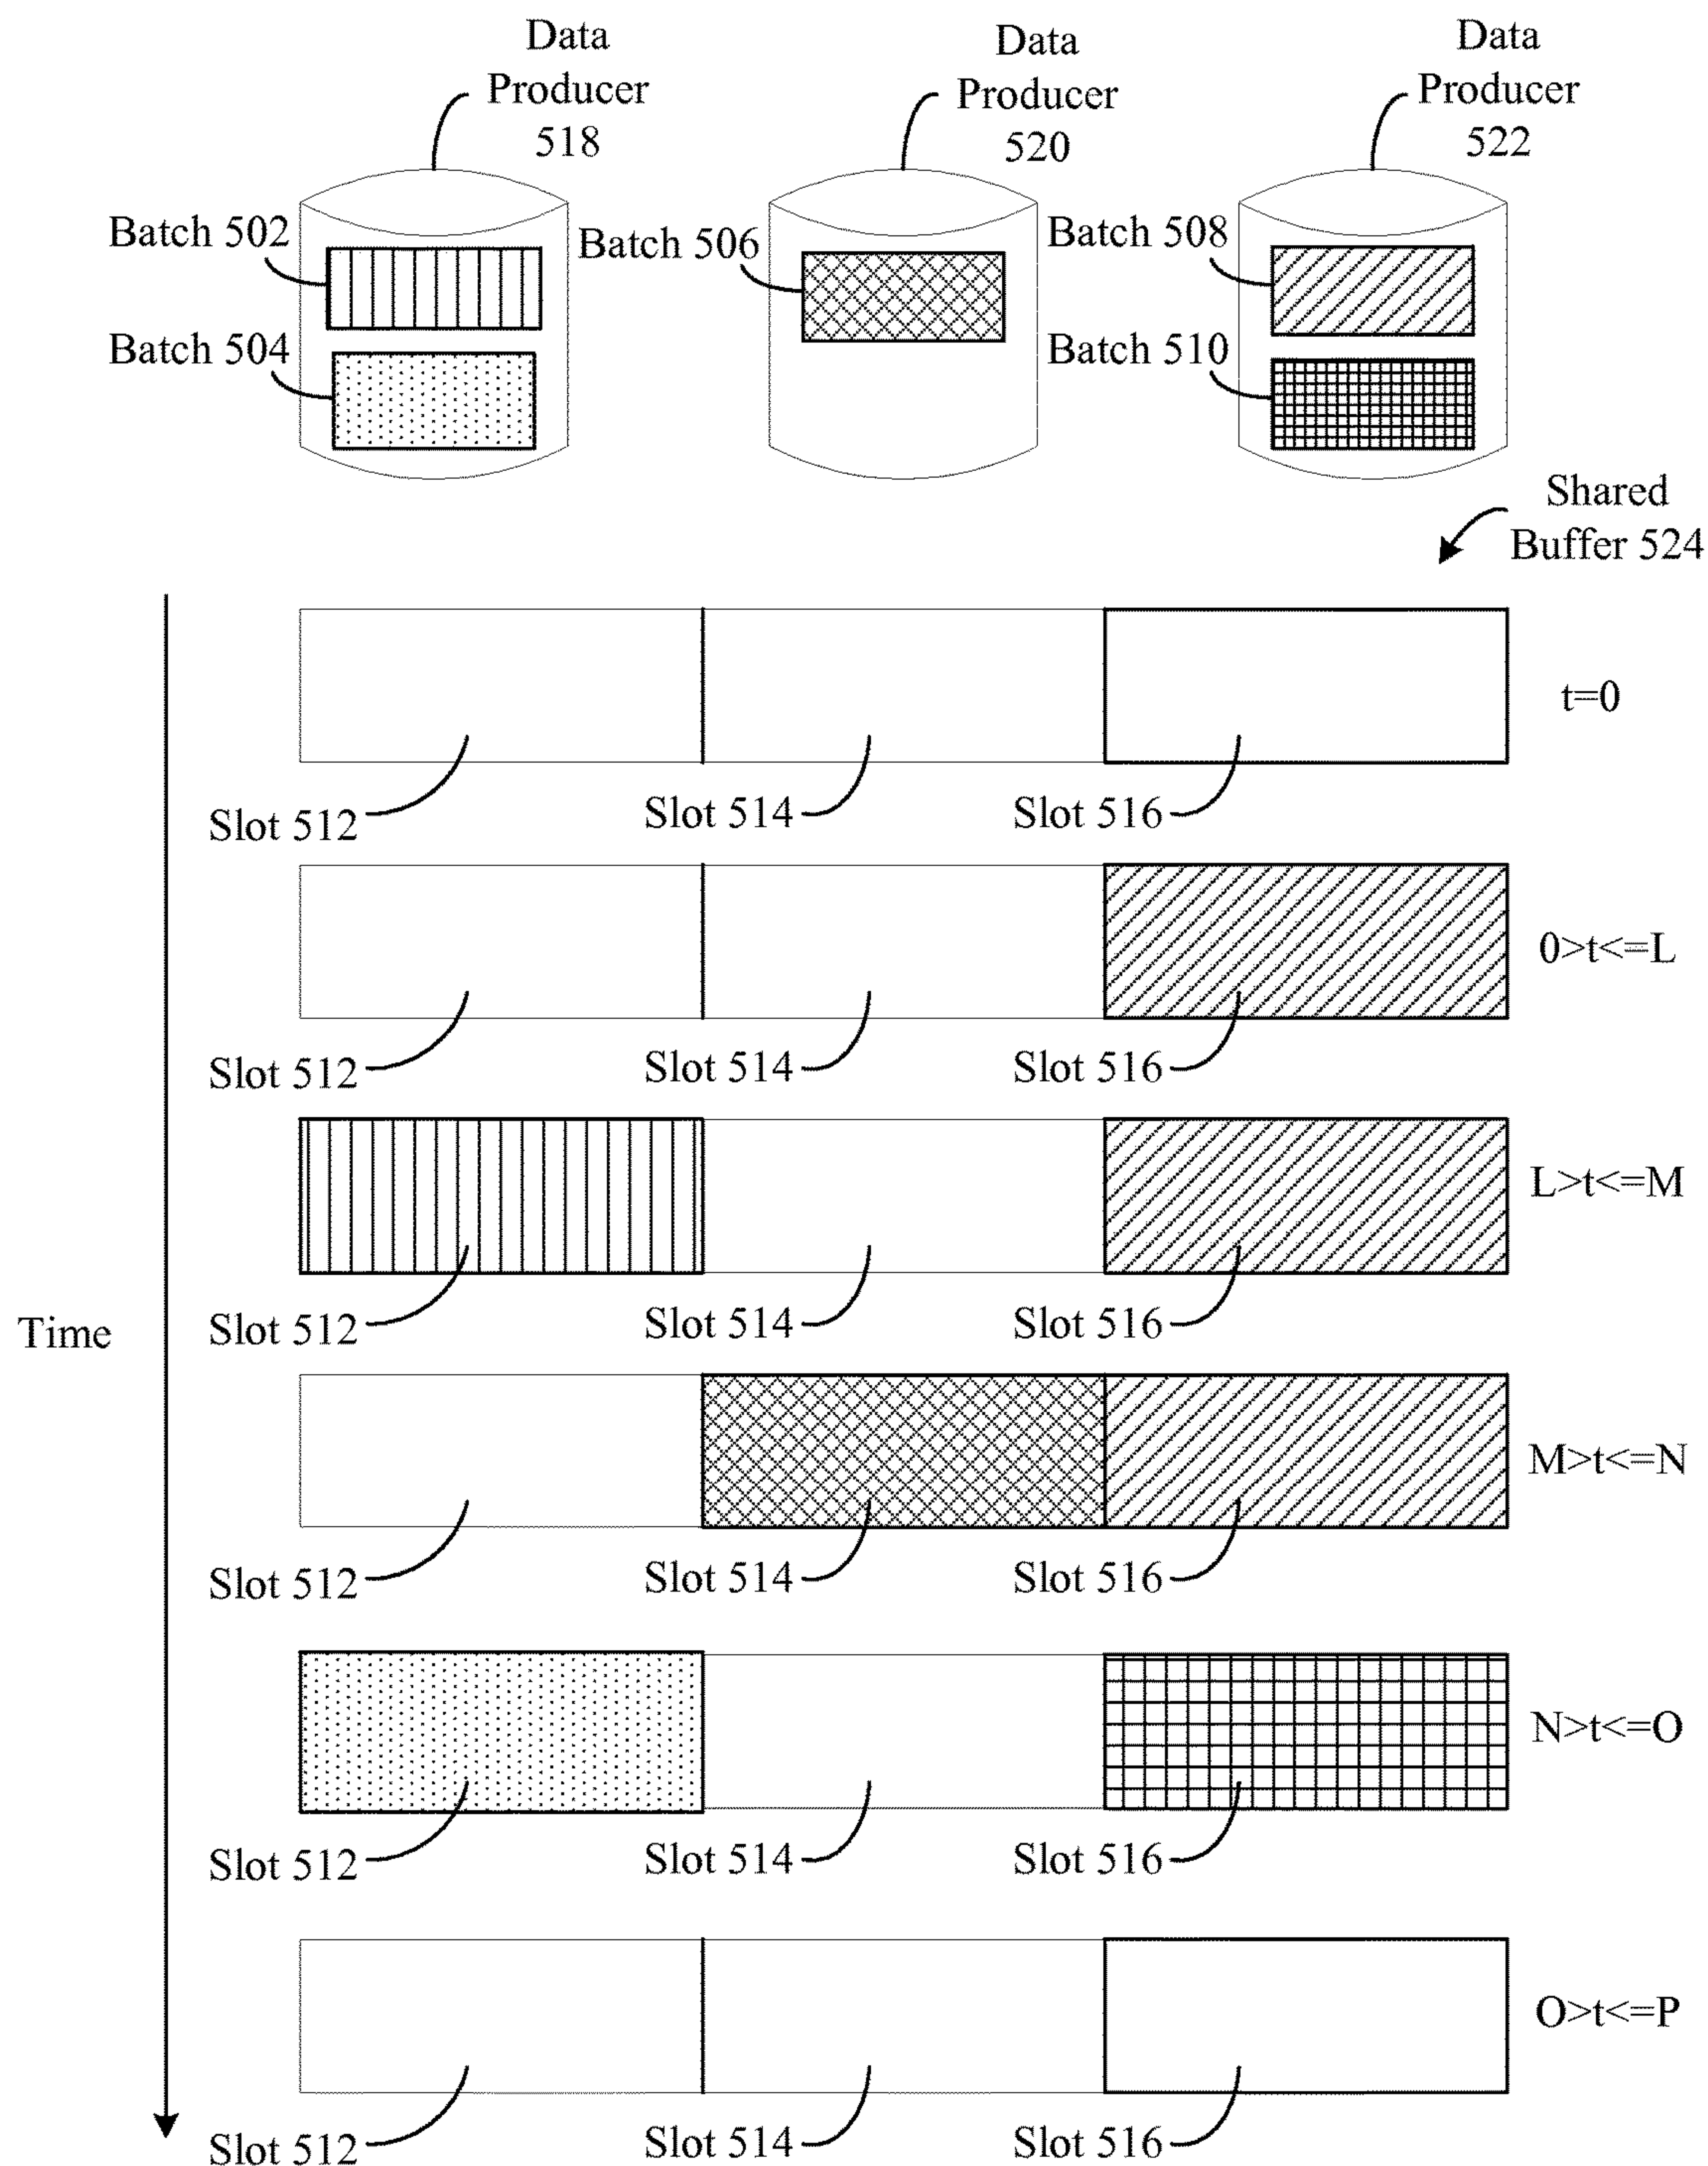 Data
Producer
518
Data
Producer
520
Data
Producer
522
Batch 502
Batch 504
Batch 506
Batch 508
Batch 510
Shared
Buffer 524
Time
t=0
Slot 512
Slot 514
Slot 516
0>t<=L
Slot 512
Slot 514
Slot 516
L>t<=M
Slot 512
Slot 514
Slot 516
M>t<=N
Slot 512
Slot 514
Slot 516
N>t<=O
Slot 512
Slot 514
Slot 516
O>t<=P
Slot 512
Slot 514
Slot 516